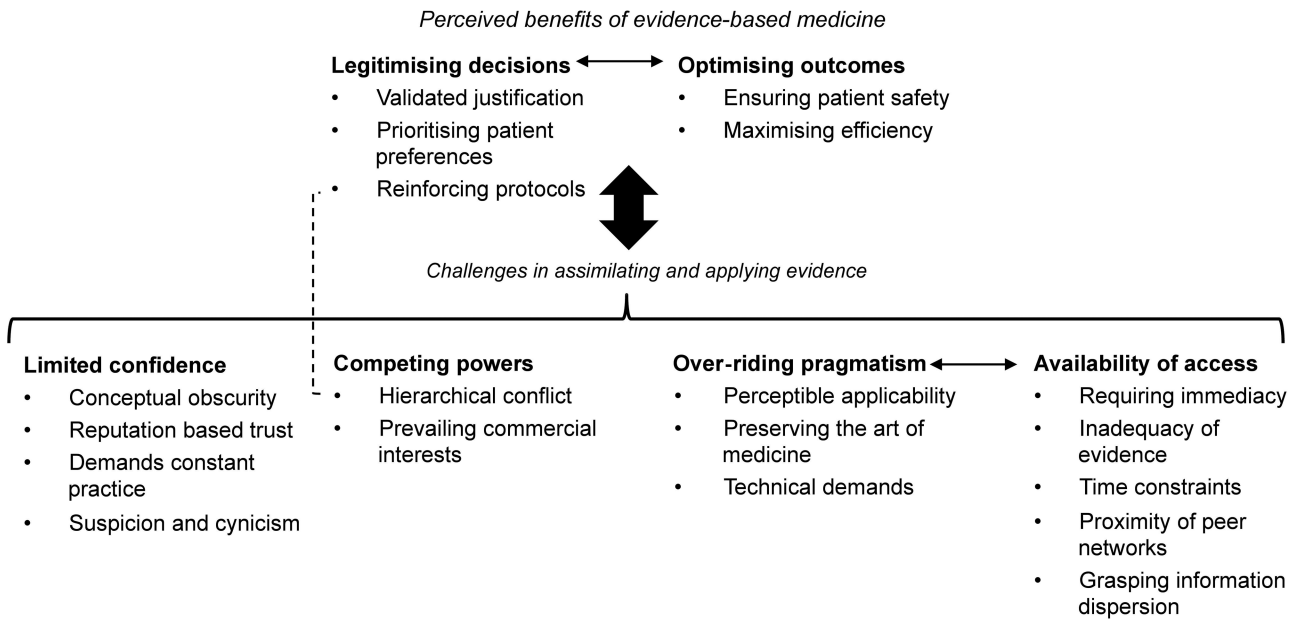 Perceived benefits of evidence-based medicine
Legitimising decisions
• Validated justification
• Prioritising patient
preferences
• Reinforcing protocols
Optimising outcomes
• Ensuring patient safety
• Maximising efficiency
Challenges in assimilating and applying evidence
Limited confidence
• Conceptual obscurity
• Reputation based trust
• Demands constant
practice
• Suspicion and cynicism
Competing powers
• Hierarchical conflict
• Prevailing commercial
interests
Over-riding pragmatism
• Perceptible applicability
• Preserving the art of
medicine
• Technical demands
Availability of access
• Requiring immediacy
• Inadequacy of
evidence
• Time constraints
• Proximity of peer
networks
• Grasping information
dispersion